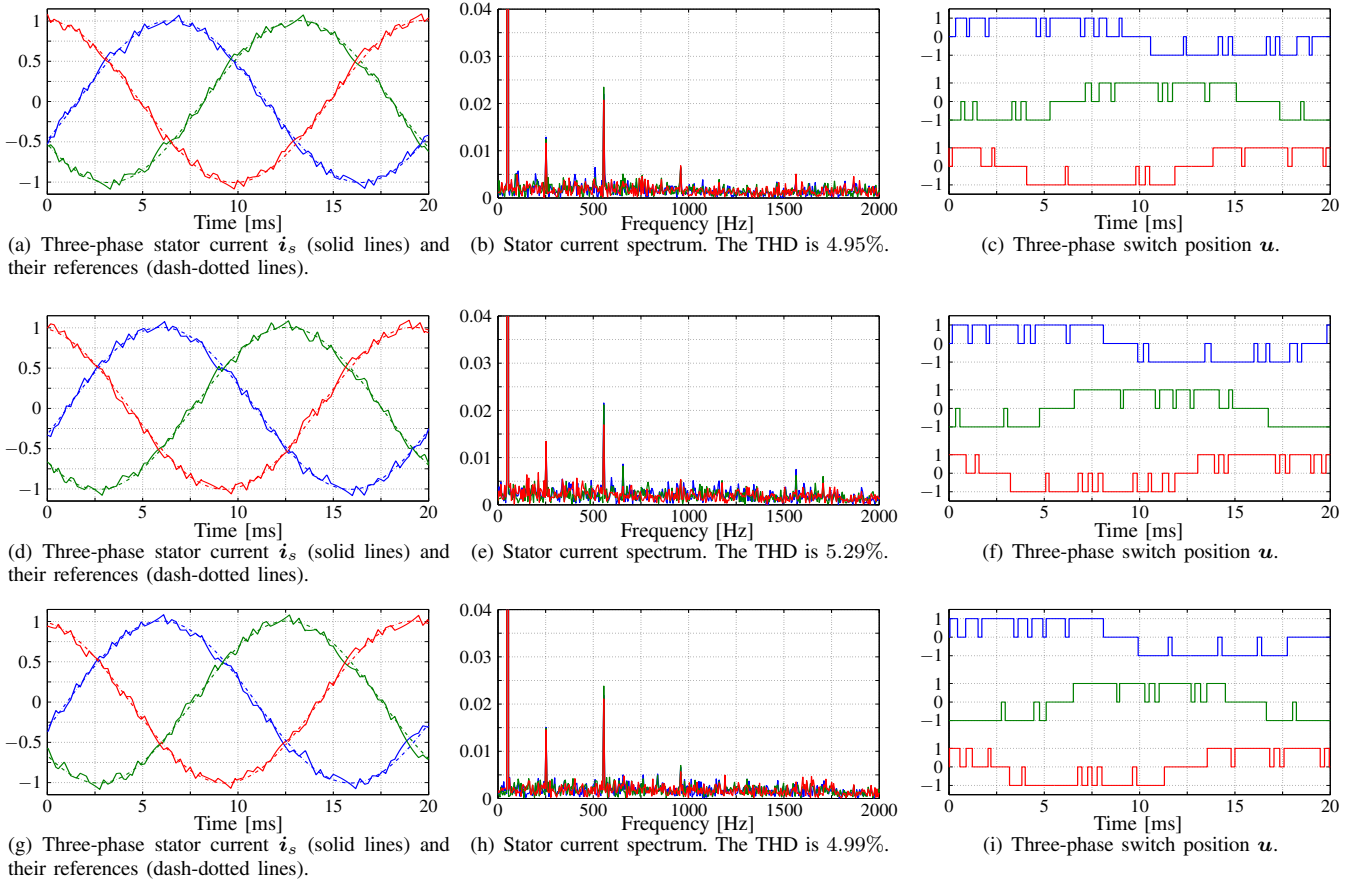 1
0.5
0
−0.5
−1
0 5 10 15 20
Time [ms]
(a) Three-phase stator current i_s (solid lines) and
their references (dash-dotted lines).
0.04
0.03
0.02
0.01
0
0 500 1000 1500 2000
Frequency [Hz]
(b) Stator current spectrum. The THD is 4.95%.
1
0
−1
1
0
−1
1
0
−1
0 5 10 15 20
Time [ms]
(c) Three-phase switch position u.
1
0.5
0
−0.5
−1
0 5 10 15 20
Time [ms]
(d) Three-phase stator current i_s (solid lines) and
their references (dash-dotted lines).
0.04
0.03
0.02
0.01
0
0 500 1000 1500 2000
Frequency [Hz]
(e) Stator current spectrum. The THD is 5.29%.
1
0
−1
1
0
−1
1
0
−1
0 5 10 15 20
Time [ms]
(f) Three-phase switch position u.
1
0.5
0
−0.5
−1
0 5 10 15 20
Time [ms]
(g) Three-phase stator current i_s (solid lines) and
their references (dash-dotted lines).
0.04
0.03
0.02
0.01
0
0 500 1000 1500 2000
Frequency [Hz]
(h) Stator current spectrum. The THD is 4.99%.
1
0
−1
1
0
−1
1
0
−1
0 5 10 15 20
Time [ms]
(i) Three-phase switch position u.